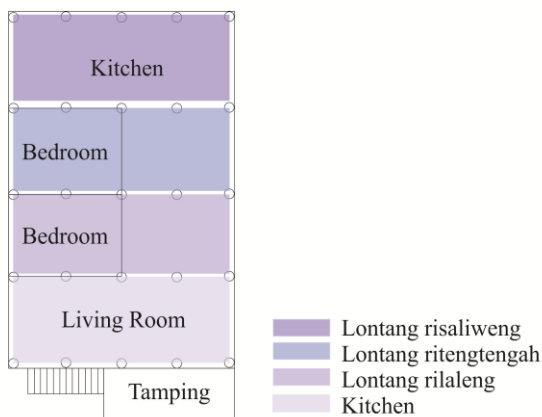 Kitchen
Bedroom
Bedroom
Living Room
Tamping
Lontang risaliweng
Lontang ritengtengah
Lontang rilaleng
Kitchen